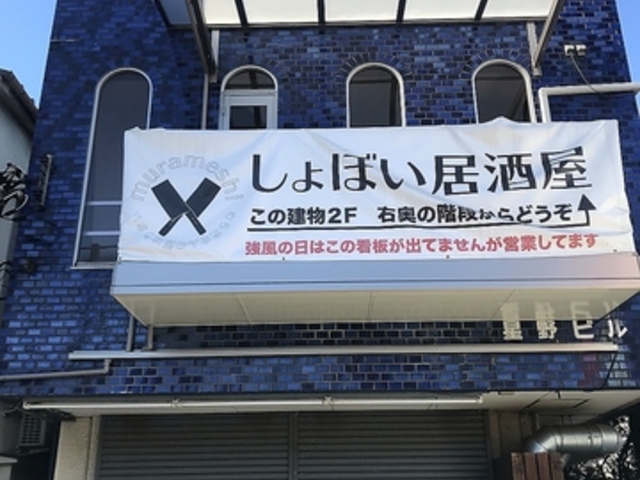 murameshi
しょぼい居酒屋
この建物2F 右奥の階段からどうぞ
強風の日はこの看板が出てませんが営業してます
野ビル